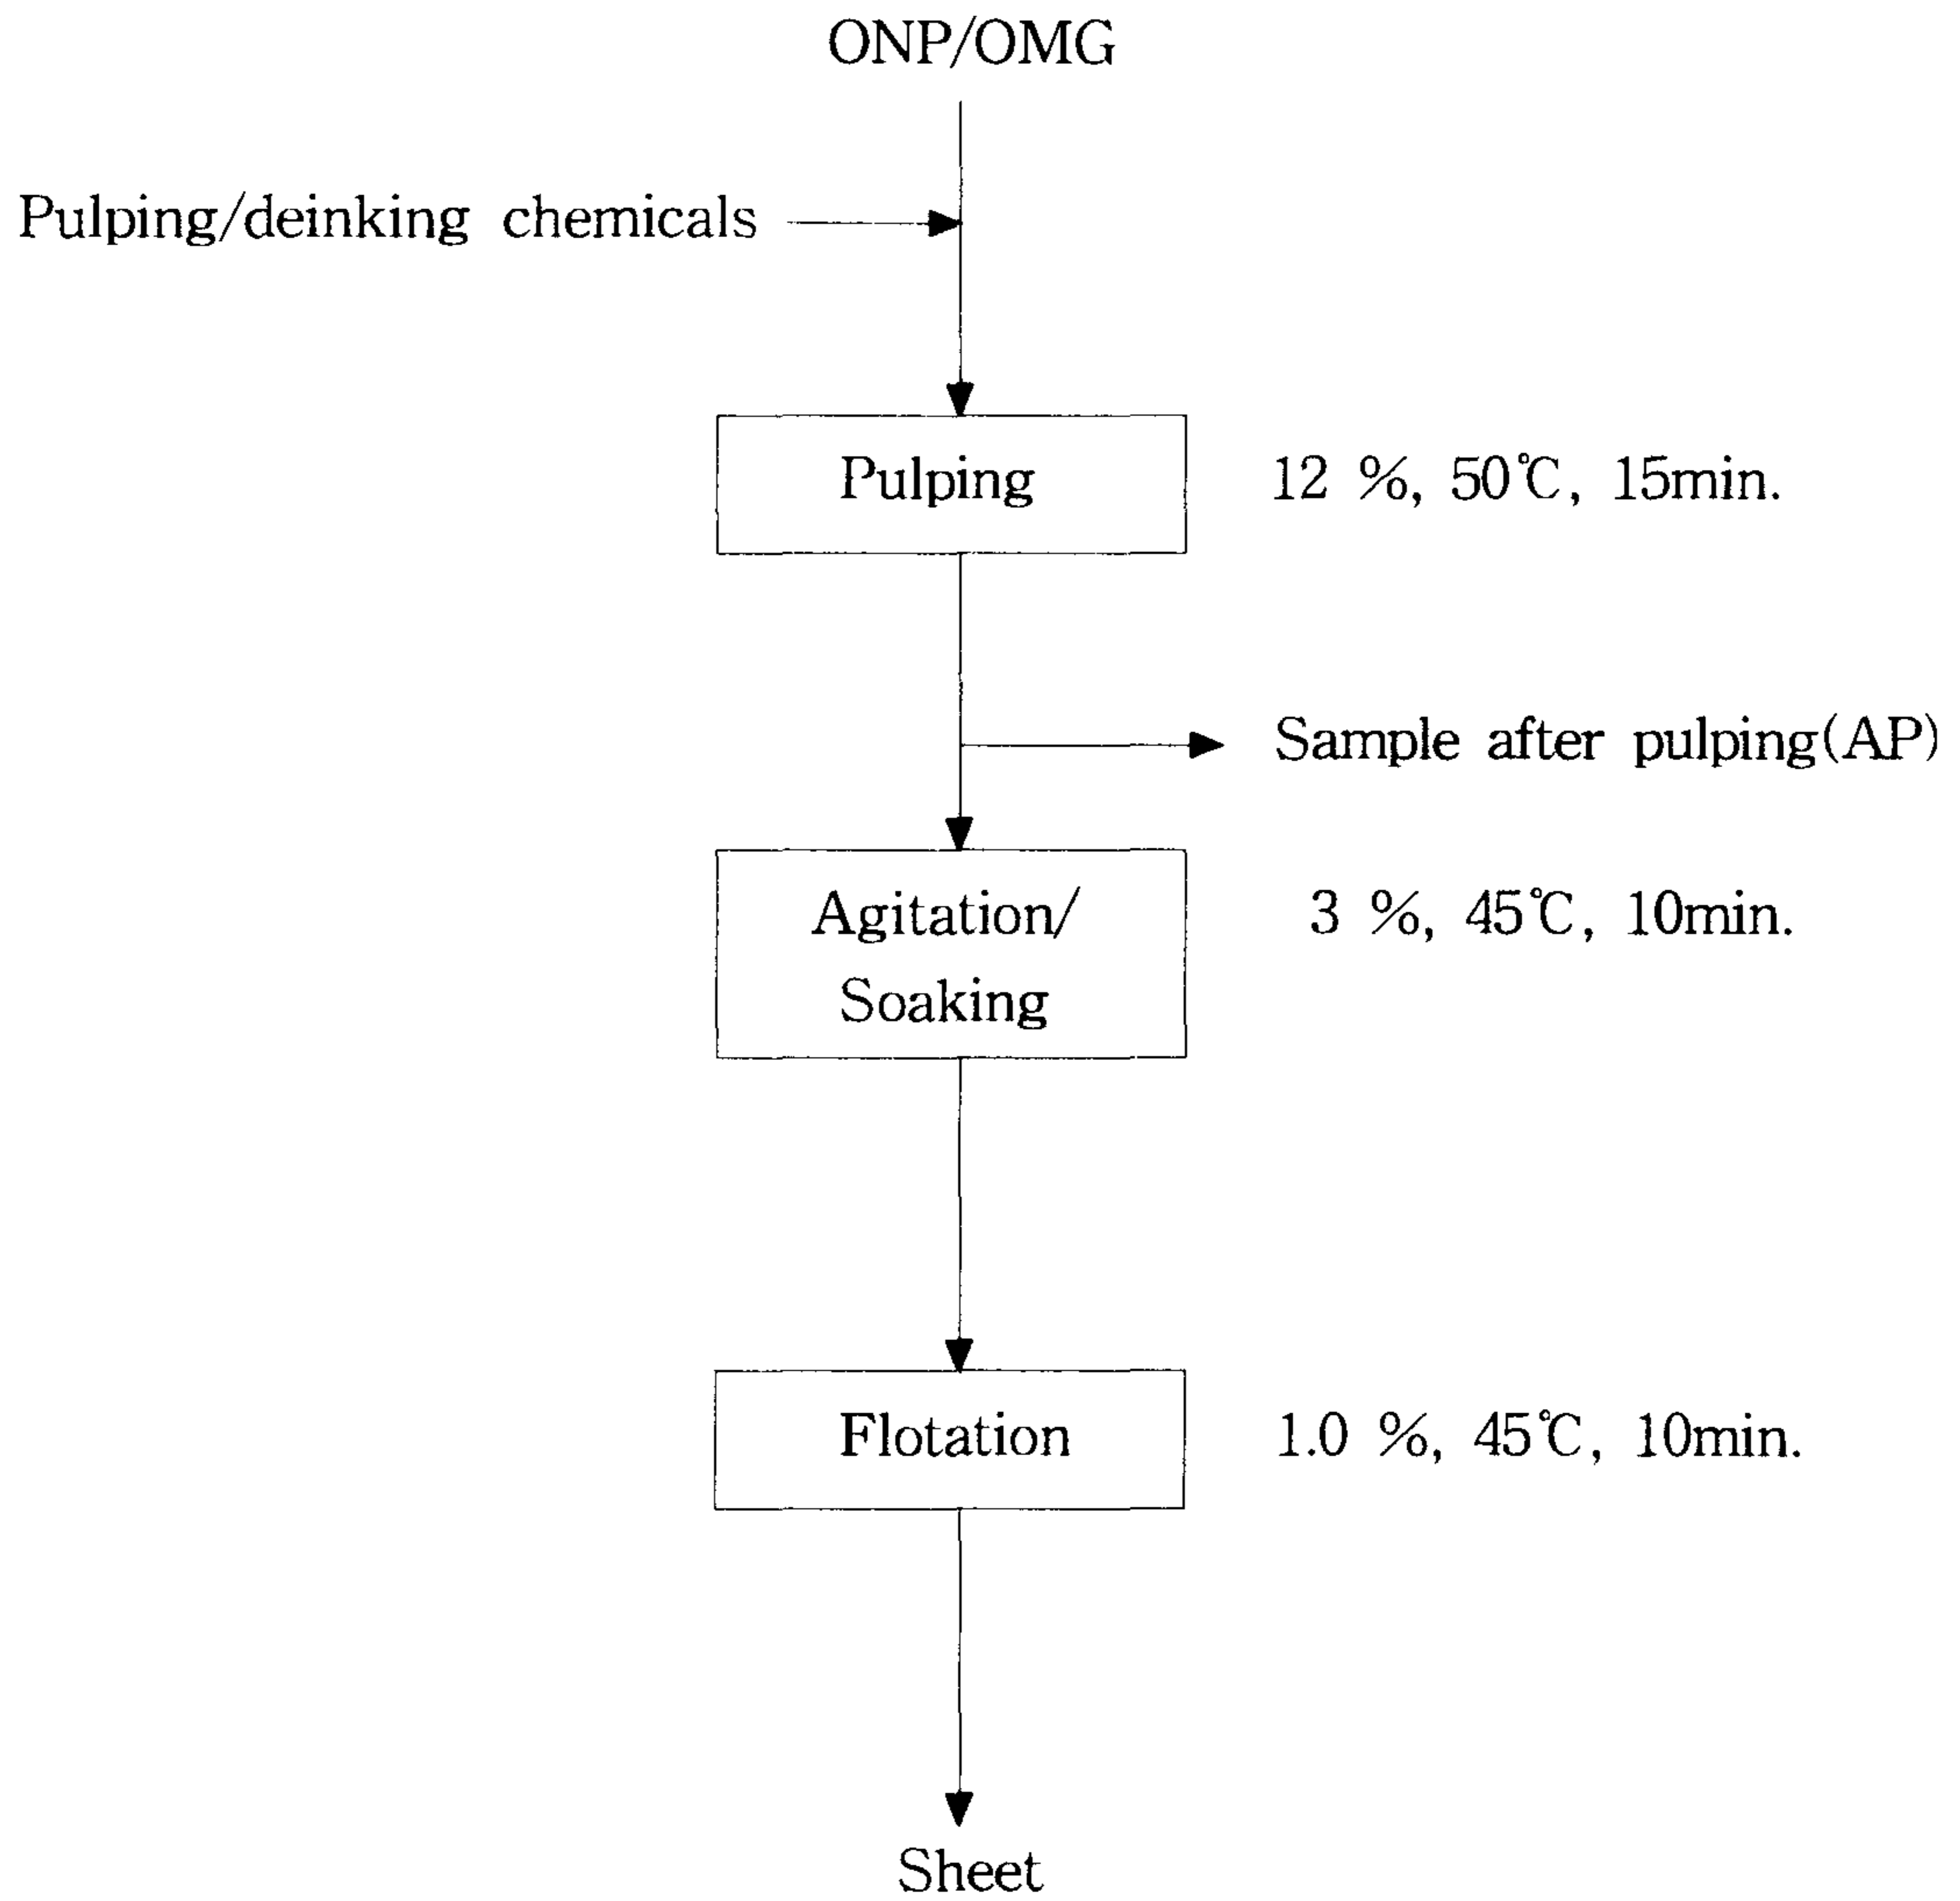 ONP/OMG
Pulping/deinking chemicals
Pulping
12 %, 50℃, 15min.
Sample after pulping(AP)
Agitation/
Soaking
3 %, 45℃, 10min.
Flotation
1.0 %, 45℃, 10min.
Sheet